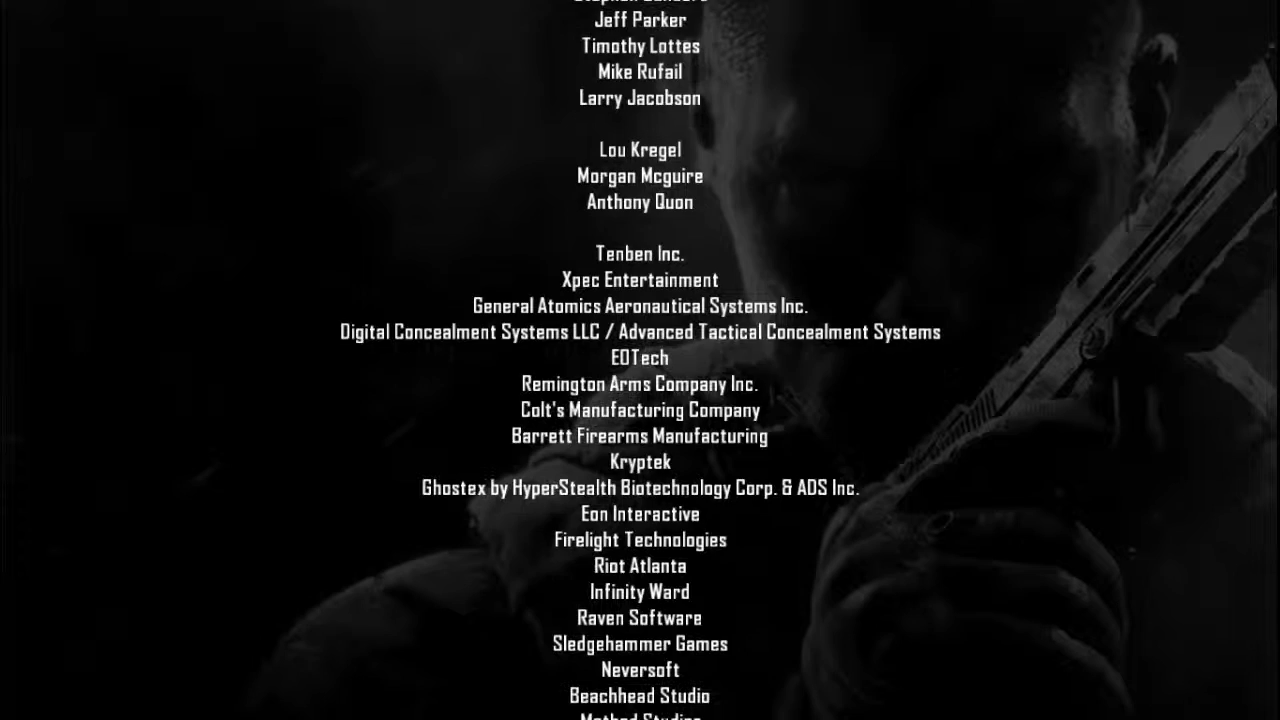 Jeff Parker
Timothy Lottes
Mike Rufail
Larry Jacobson
Lou Kregel
Morgan Mcguire
Anthony Quon
Tenben Inc.
Xpec Entertainment
General Atomics Aeronautical Systems Inc.
Digital Concealment Systems LLC / Advanced Tactical Concealment Systems
EOTech
Remington Arms Company Inc.
Colt's Manufacturing Company
Barrett Firearms Manufacturing
Kryptek
Ghostex by HyperStealth Biotechnology Corp. & ADS Inc.
Eon Interactive
Firelight Technologies
Riot Atlanta
Infinity Ward
Raven Software
Sledgehammer Games
Neversoft
Beachhead Studio